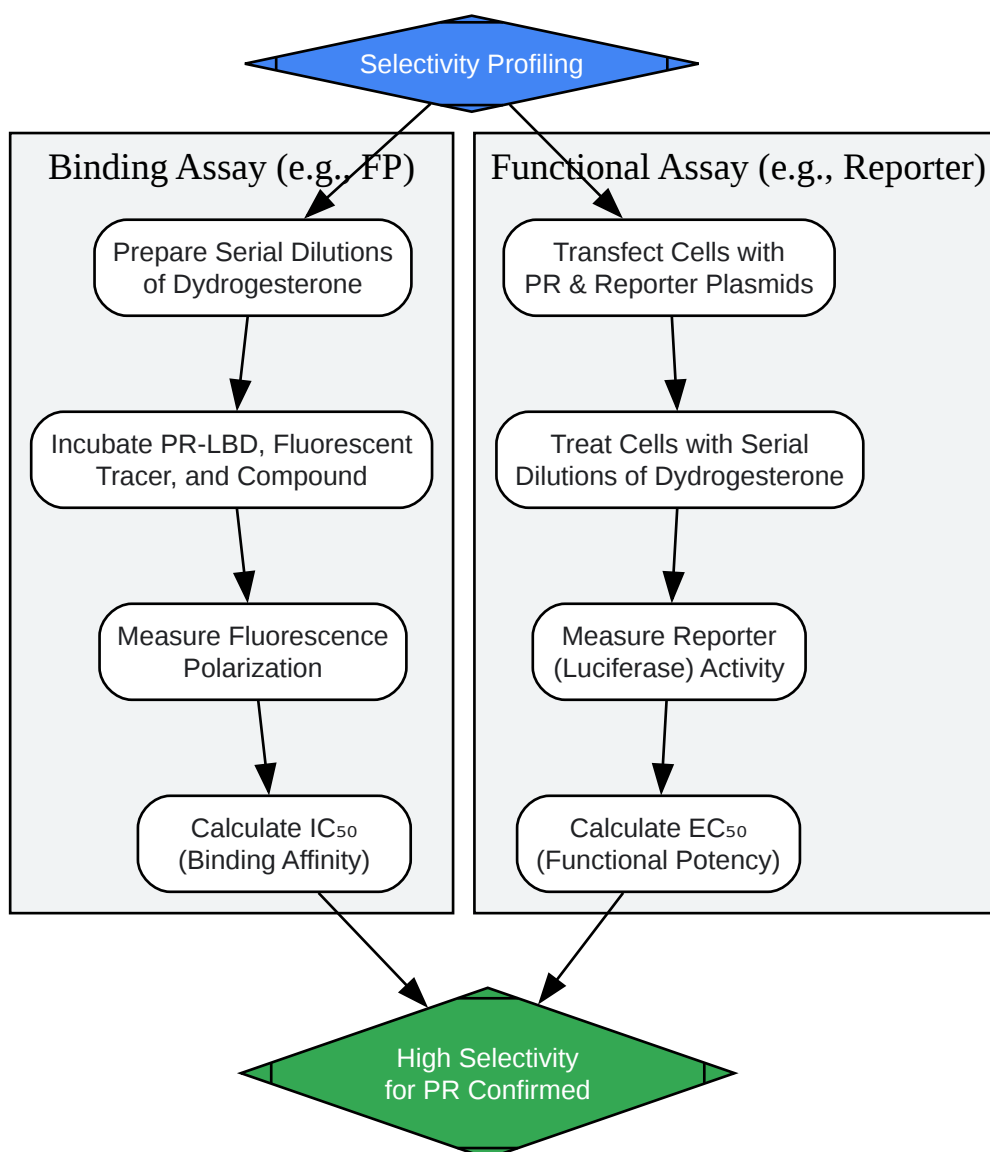 Selectivity Profiling
Binding Assay (e.g., FP)
Prepare Serial Dilutions
of Dydrogesterone
Incubate PR-LBD, Fluorescent
Tracer, and Compound
Measure Fluorescence
Polarization
Calculate IC₅₀
(Binding Affinity)
Functional Assay (e.g., Reporter)
Transfect Cells with
PR & Reporter Plasmids
Treat Cells with Serial
Dilutions of Dydrogesterone
Measure Reporter
(Luciferase) Activity
Calculate EC₅₀
(Functional Potency)
High Selectivity
for PR Confirmed